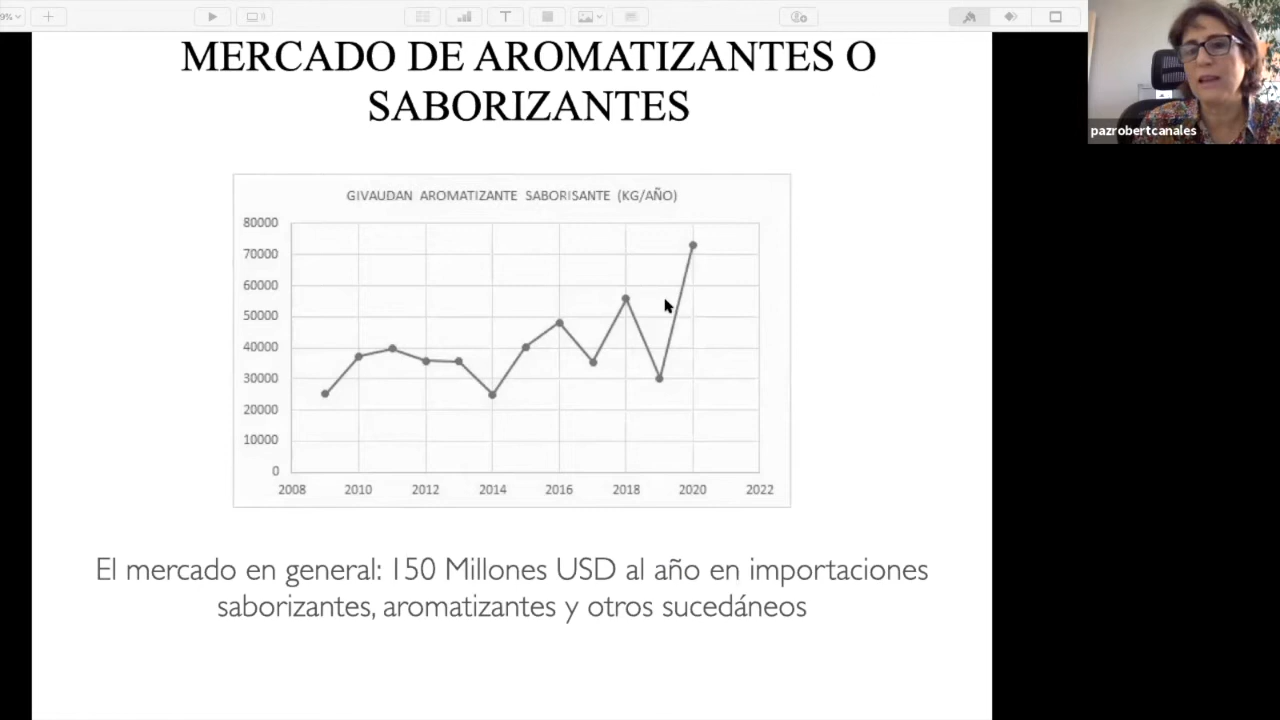 9%
MERCADO DE AROMATIZANTES O
SABORIZANTES
GIVAUDAN AROMATIZANTE SABORISANTE (KG/AÑO)
80000
70000
60000
50000
40000
30000
20000
10000
0
2008 2010 2012 2014 2016 2018 2020 2022
El mercado en general: 150 Millones USD al año en importaciones
saborizantes, aromatizantes y otros sucedáneos
pazrobertcanales